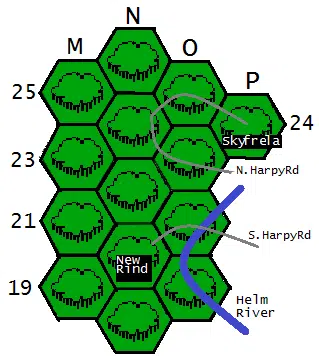 N
M
O
P
25
24
Skyfrela
23
N.HarpyRd
21
S.HarpyRd
New
Rind
19
Helm
River